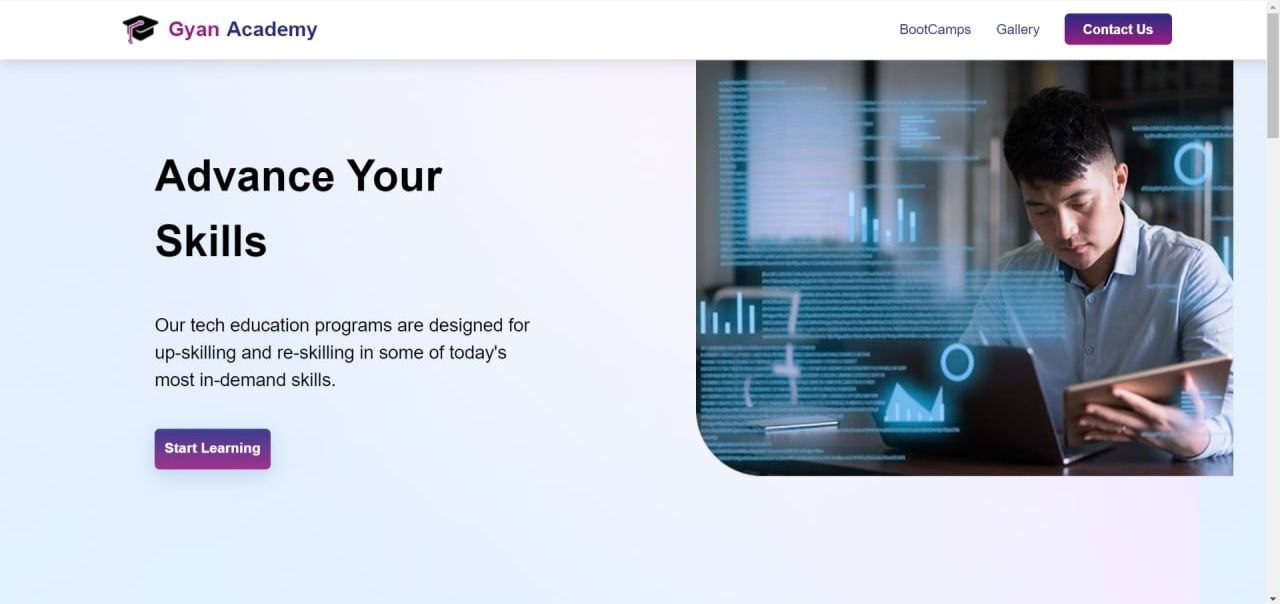 Gyan Academy
BootCamps
Gallery
Contact Us
Advance Your
Skills
Our tech education programs are designed for
up-skilling and re-skilling in some of today's
most in-demand skills.
Start Learning